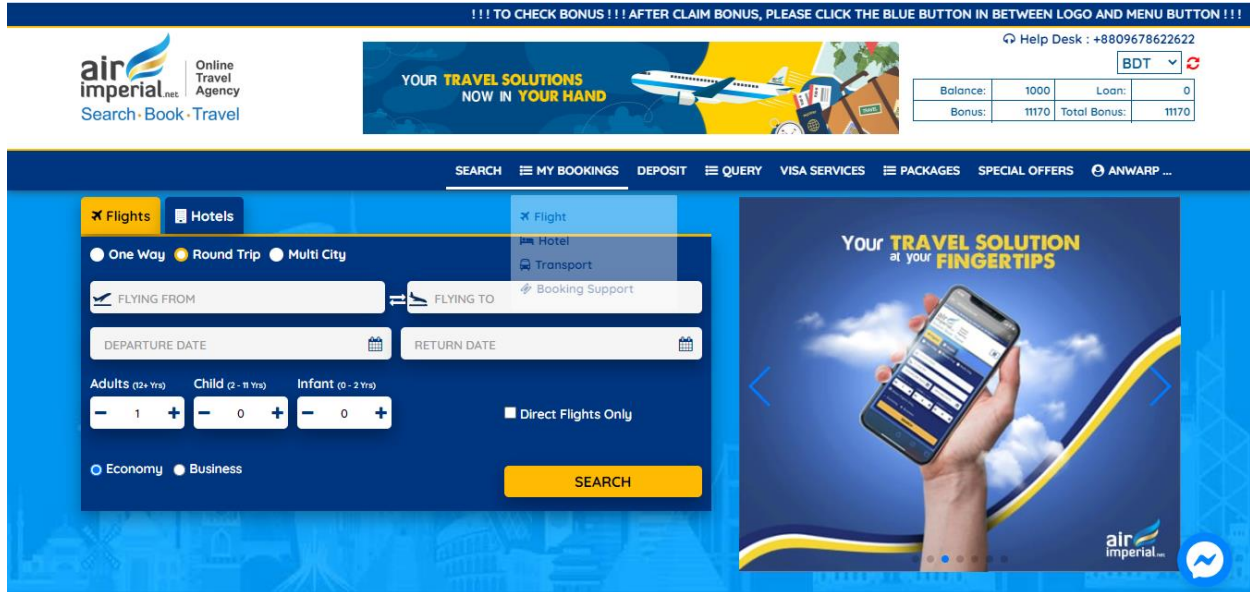 ! ! ! TO CHECK BONUS ! ! ! AFTER CLAIM BONUS, PLEASE CLICK THE BLUE BUTTON IN BETWEEN LOGO AND MENU BUTTON ! ! !
Help Desk : +8809678622622
air imperial.net
Online Travel Agency
Search · Book · Travel
YOUR TRAVEL SOLUTIONS
NOW IN YOUR HAND
BDT
Balance: 1000 Loan: 0
Bonus: 11170 Total Bonus: 11170
SEARCH MY BOOKINGS DEPOSIT QUERY VISA SERVICES PACKAGES SPECIAL OFFERS ANWARP ...
Flights Hotels
Flight
Hotel
Transport
Booking Support
One Way Round Trip Multi City
FLYING FROM FLYING TO
DEPARTURE DATE RETURN DATE
Adults (12+ Yrs) Child (2 - 11 Yrs) Infant (0 - 2 Yrs)
− 1 + − 0 + − 0 +
Direct Flights Only
Economy Business
SEARCH
Your TRAVEL SOLUTION
at your FINGERTIPS
air
imperial